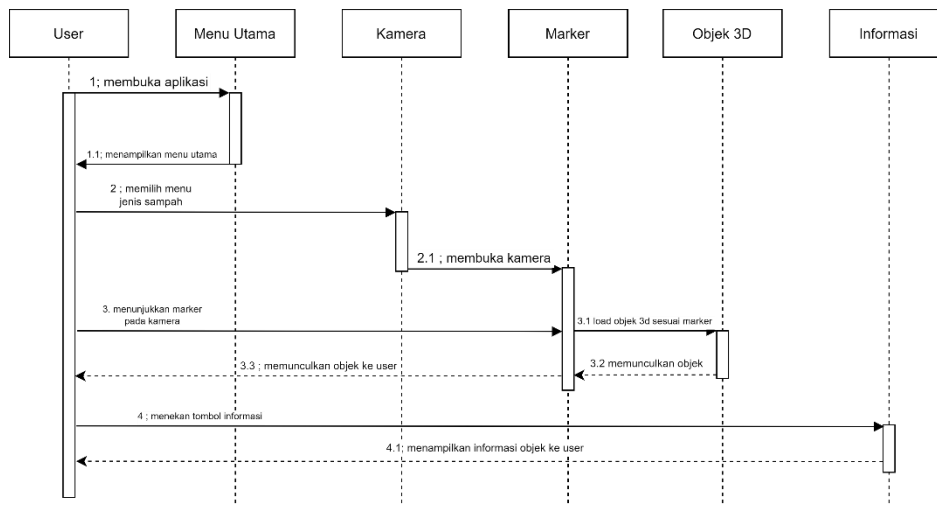 User
Menu Utama
Kamera
Marker
Objek 3D
Informasi
1; membuka aplikasi
1.1; menampilkan menu utama
2 ; memilih menu
jenis sampah
2.1 ; membuka kamera
3. menunjukkan marker
pada kamera
3.1 load objek 3d sesuai marker
3.2 memunculkan objek
3.3 ; memunculkan objek ke user
4 ; menekan tombol informasi
4.1; menampilkan informasi objek ke user